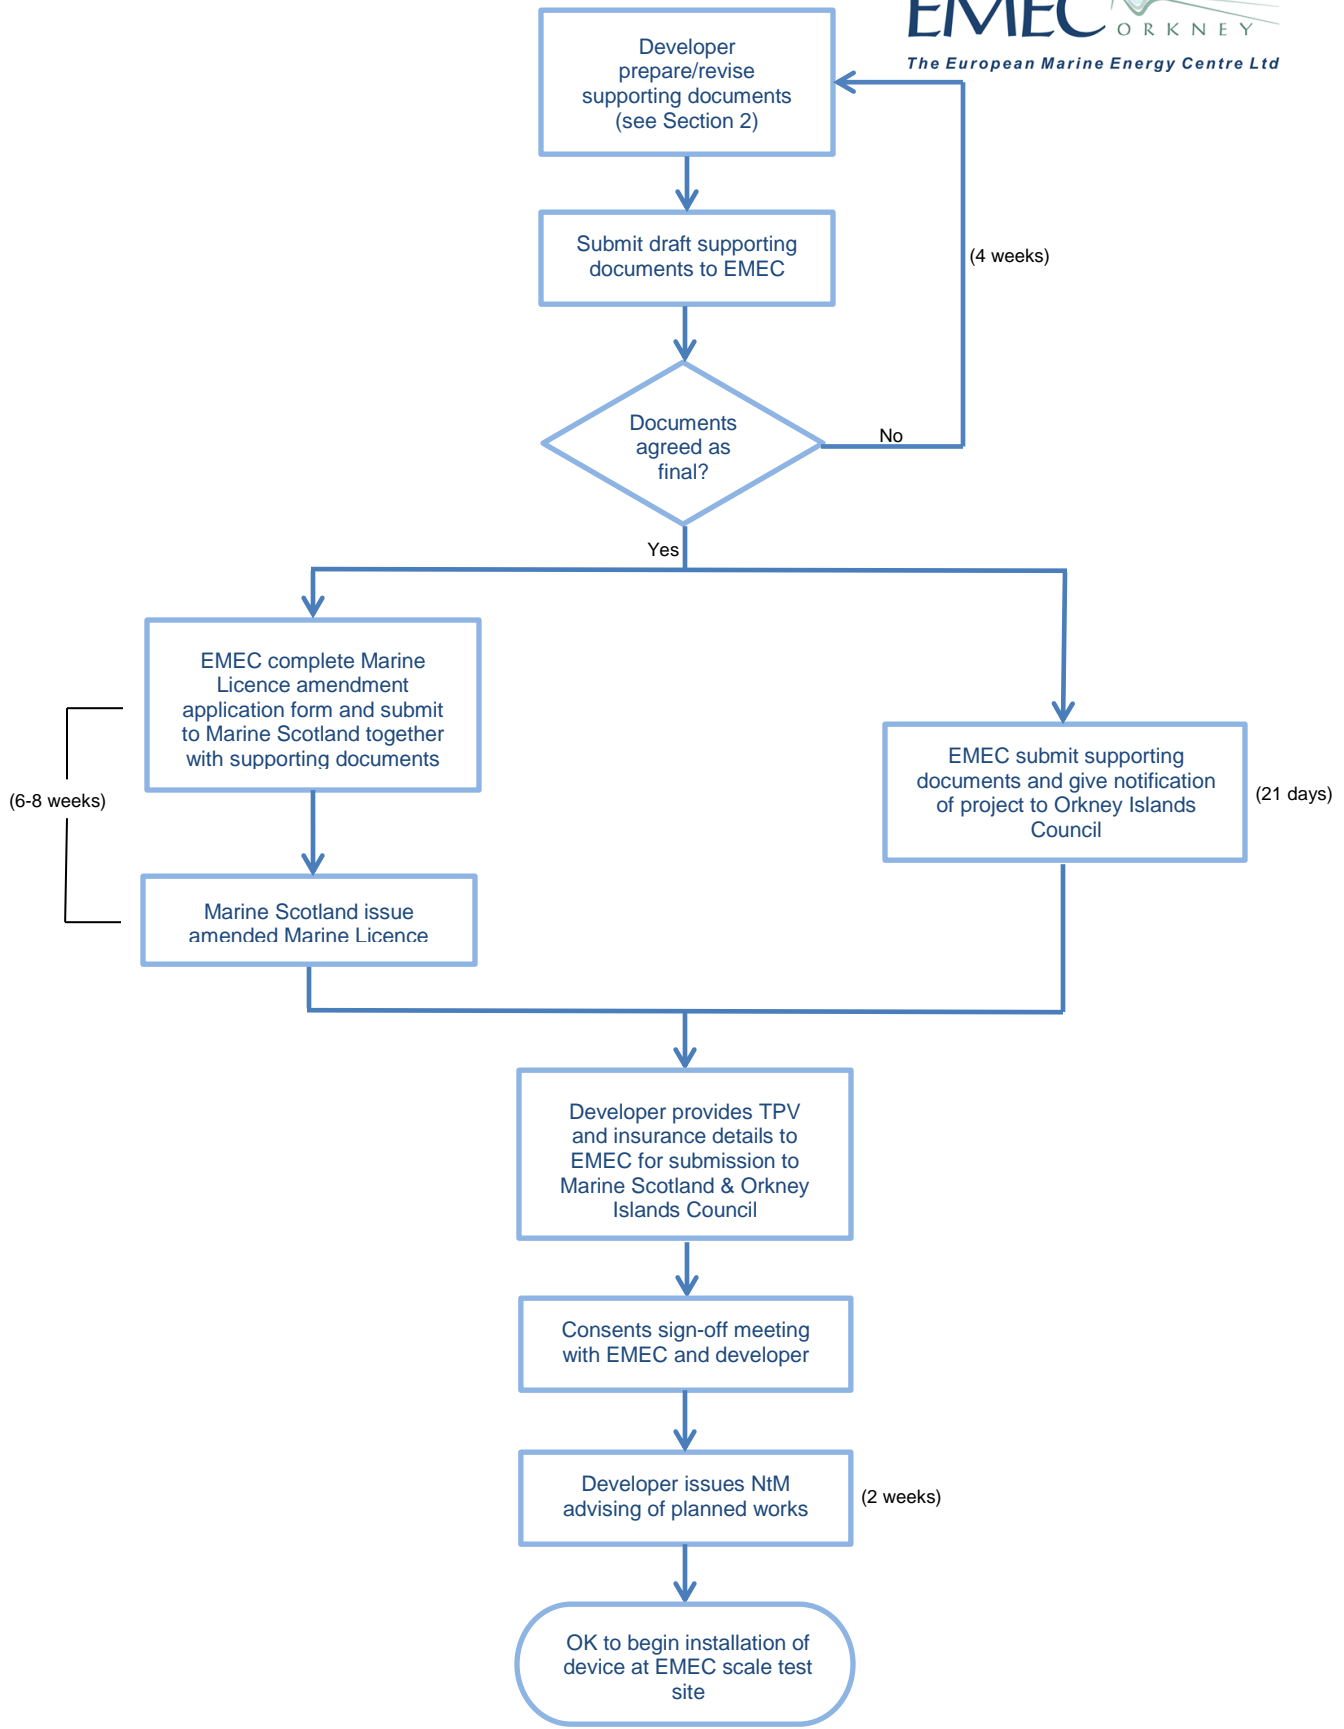 EMEC
ORKNEY
The European Marine Energy Centre Ltd
Developer
prepare/revise
supporting documents
(see Section 2)
Submit draft supporting
documents to EMEC
(4 weeks)
Documents
agreed as
final?
No
Yes
EMEC complete Marine
Licence amendment
application form and submit
to Marine Scotland together
with supporting documents
(6-8 weeks)
Marine Scotland issue
amended Marine Licence
EMEC submit supporting
documents and give notification
of project to Orkney Islands
Council
(21 days)
Developer provides TPV
and insurance details to
EMEC for submission to
Marine Scotland & Orkney
Islands Council
Consents sign-off meeting
with EMEC and developer
Developer issues NtM
advising of planned works
(2 weeks)
OK to begin installation of
device at EMEC scale test
site